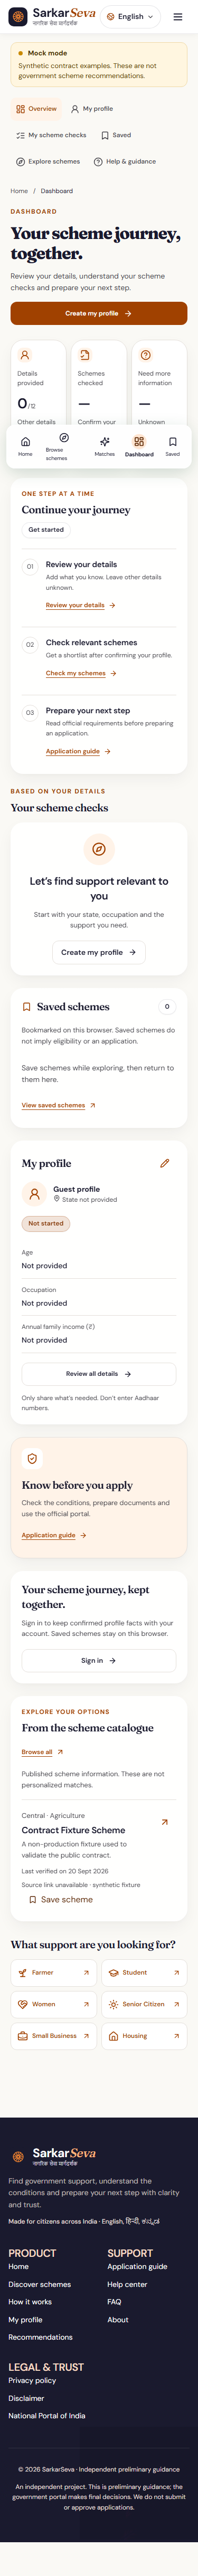 SarkarSeva
नागरिक सेवा मार्गदर्शक
English
Mock mode
Synthetic contract examples. These are not
government scheme recommendations.
Overview
My profile
My scheme checks
Saved
Explore schemes
Help & guidance
Home / Dashboard
DASHBOARD
Your scheme journey,
together.
Review your details, understand scheme
checks and prepare your next step.
Create my profile
Details
provided
0/12
Other details
Schemes
checked
—
Confirm your
Need more
information
—
Unknown
Home
Browse
schemes
Matches
Dashboard
Saved
ONE STEP AT A TIME
Continue your journey
Get started
01
Review your details
Add what you know. Leave other details
unknown.
Review your details
02
Check relevant schemes
Get a shortlist after confirming your profile.
Check my schemes
03
Prepare your next step
Read official requirements before preparing
an application.
Application guide
BASED ON YOUR DETAILS
Your scheme checks
Let's find support relevant to
you
Start with your state, occupation and the
support you need.
Create my profile
Saved schemes
0
Bookmarked on this browser. Saved schemes do
not imply eligibility or an application.
Save schemes while exploring, then return to
them here.
View saved schemes
My profile
Guest profile
State not provided
Not started
Age
Not provided
Occupation
Not provided
Annual family income (₹)
Not provided
Review all details
Only share what's needed. Don't enter Aadhaar
numbers.
Know before you apply
Check the conditions, prepare documents and
use the official portal.
Application guide
Your scheme journey, kept
together.
Sign in to keep confirmed profile facts with your
account. Saved schemes stay on this browser.
Sign in
EXPLORE YOUR OPTIONS
From the scheme catalogue
Browse all
Published scheme information. These are not
personalized matches.
Central · Agriculture
Contract Fixture Scheme
A non-production fixture used to
validate the public contract.
Last verified on 20 Sept 2026
Source link unavailable · synthetic fixture
Save scheme
What support are you looking for?
Farmer
Student
Women
Senior Citizen
Small Business
Housing
SarkarSeva
नागरिक सेवा मार्गदर्शक
Find government support, understand the
conditions and prepare your next step with clarity
and trust.
Made for citizens across India · English, हिन्दी, ಕನ್ನಡ
PRODUCT
Home
Discover schemes
How it works
My profile
Recommendations
SUPPORT
Application guide
Help center
FAQ
About
LEGAL & TRUST
Privacy policy
Disclaimer
National Portal of India
© 2026 SarkarSeva · Independent preliminary guidance
An independent project. This is preliminary guidance; the
government portal makes final decisions. We do not submit
or approve applications.